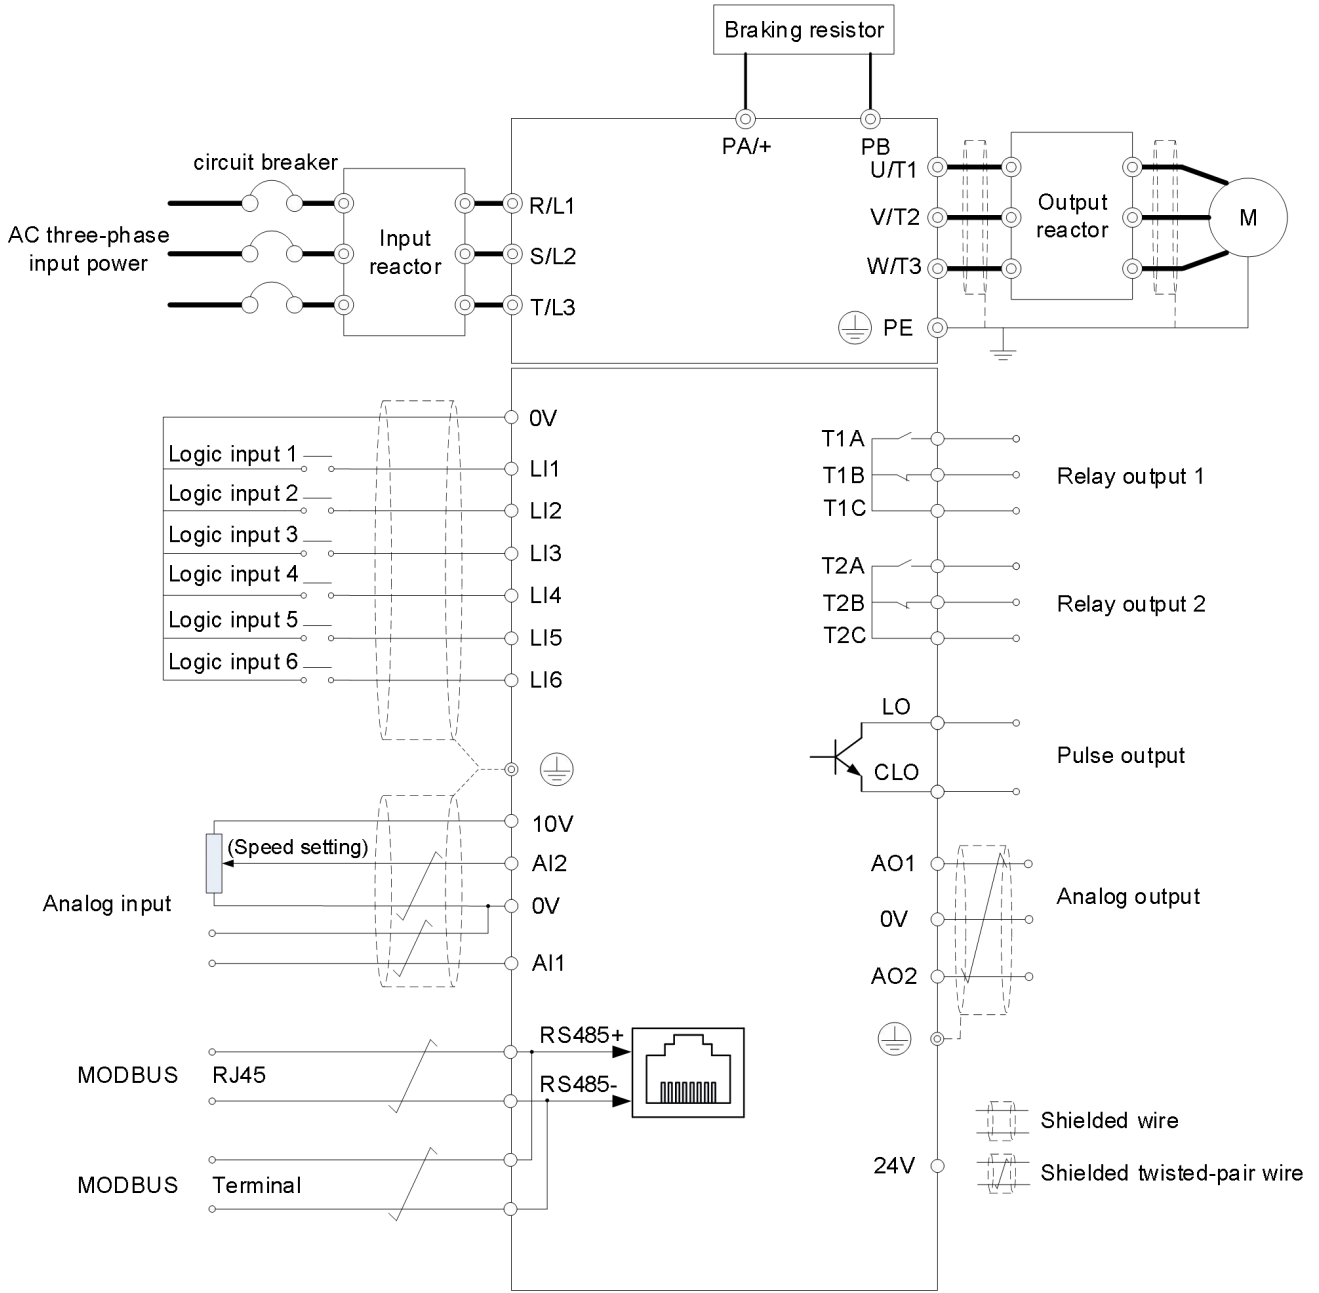 Braking resistor
PA/+
PB
circuit breaker
AC three-phase
input power
Input
reactor
R/L1
S/L2
T/L3
U/T1
V/T2
W/T3
PE
Output
reactor
M
0V
Logic input 1
LI1
Logic input 2
LI2
Logic input 3
LI3
Logic input 4
LI4
Logic input 5
LI5
Logic input 6
LI6
T1A
T1B
T1C
Relay output 1
T2A
T2B
T2C
Relay output 2
LO
CLO
Pulse output
10V
(Speed setting)
AI2
Analog input
0V
AI1
AO1
0V
AO2
Analog output
RS485+
MODBUS RJ45
RS485-
MODBUS Terminal
24V
Shielded wire
Shielded twisted-pair wire